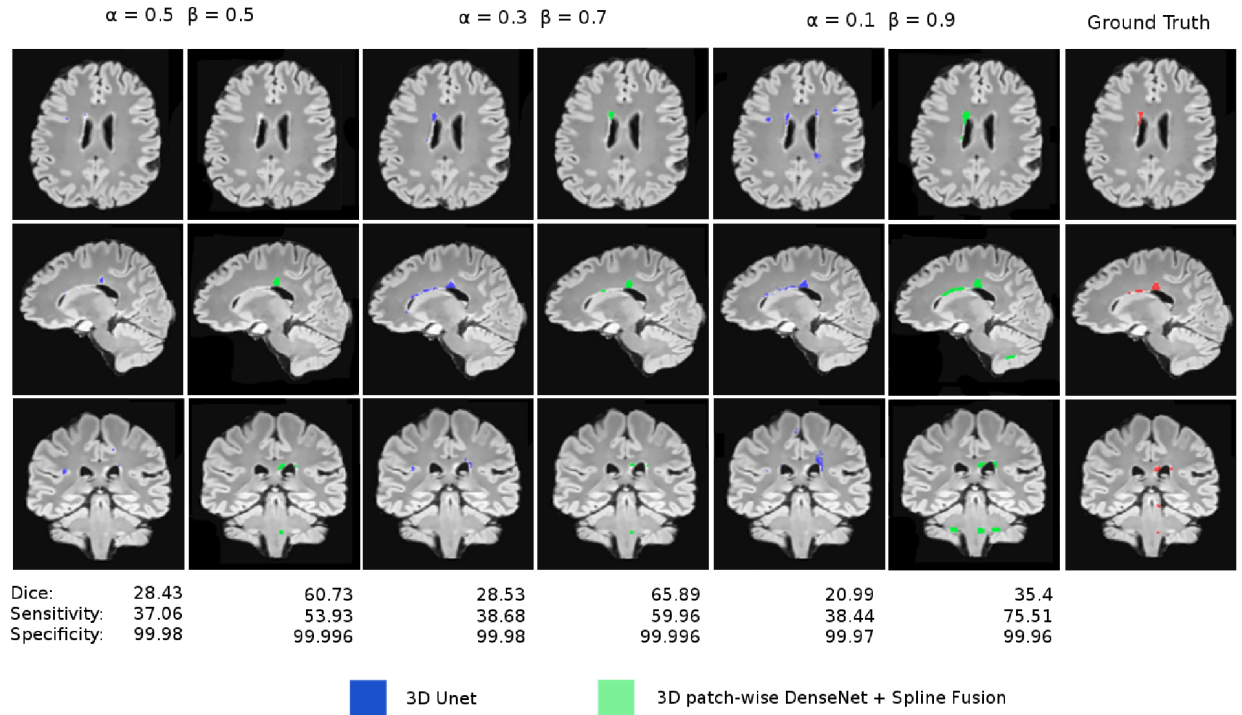 α = 0.5 β = 0.5
α = 0.3 β = 0.7
α = 0.1 β = 0.9
Ground Truth
Dice: 28.43 60.73 28.53 65.89 20.99 35.4
Sensitivity: 37.06 53.93 38.68 59.96 38.44 75.51
Specificity: 99.98 99.996 99.98 99.996 99.97 99.96
3D Unet
3D patch-wise DenseNet + Spline Fusion